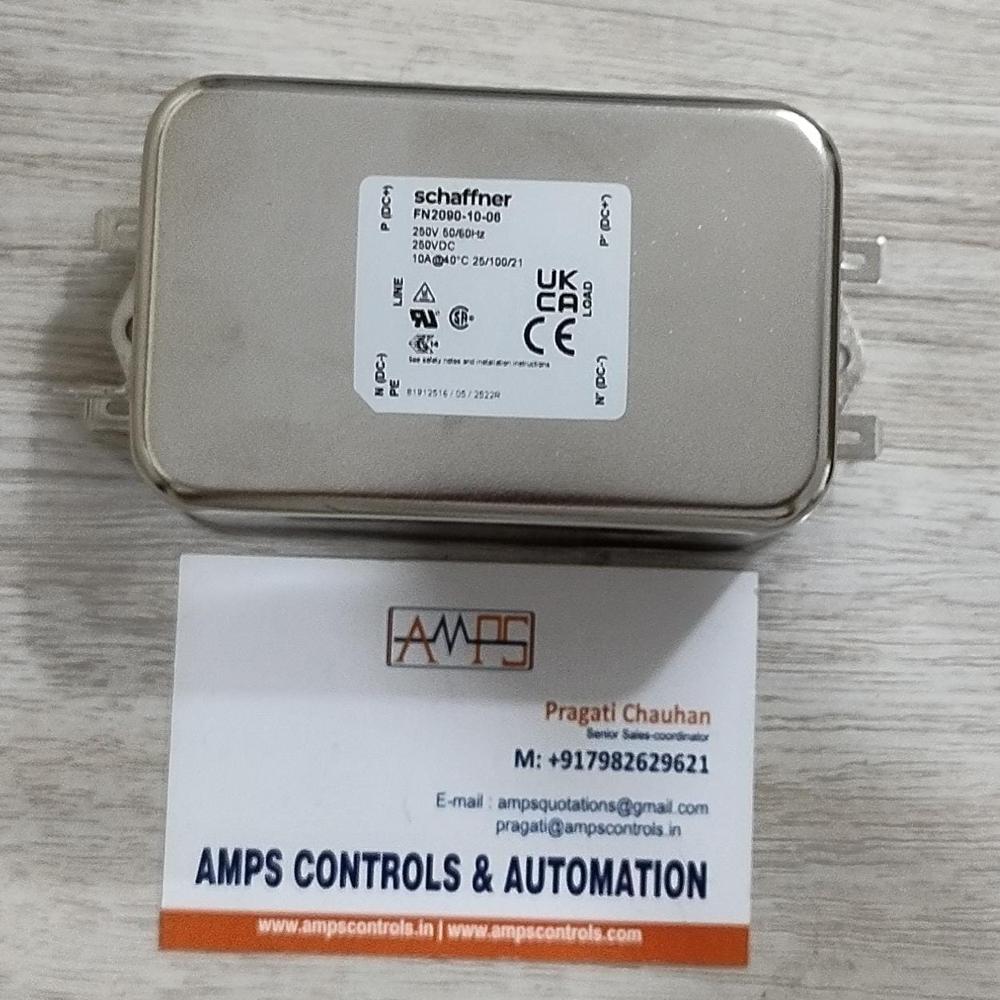 schaffner
FN2090-10-06
250V 50/60Hz
250VDC
10A@40°C 25/100/21
P (DC+)
P' (DC+)
LINE
LOAD
UK
CA
CE
See safety notes and installation instructions
N (DC-)
PE
N' (DC-)
81912516 / 05 / 2522R
AMPS
Pragati Chauhan
Senior Sales-coordinator
M: +917982629621
E-mail : ampsquotations@gmail.com
pragati@ampscontrols.in
AMPS CONTROLS & AUTOMATION
www.ampscontrols.in | www.ampscontrols.com